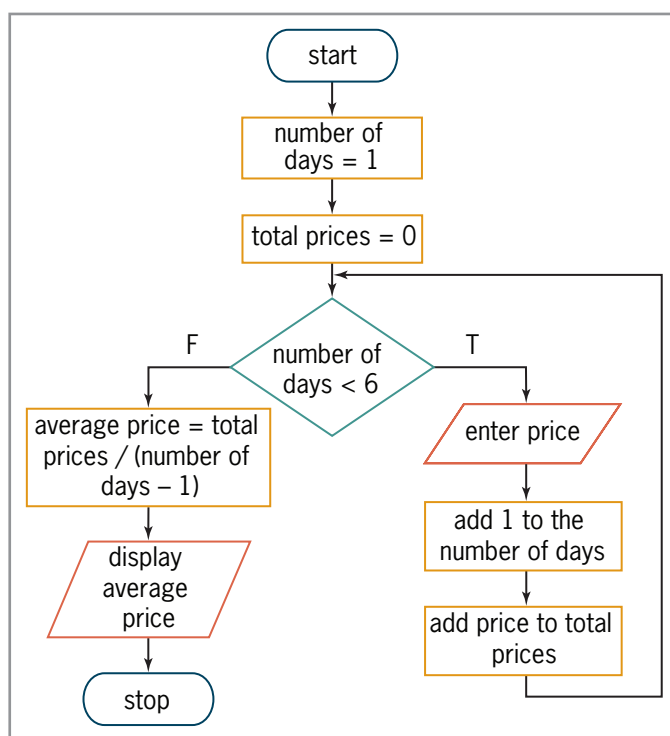 start
number of
days = 1
total prices = 0
F
number of
days < 6
T
average price = total
prices / (number of
days – 1)
display
average
price
stop
enter price
add 1 to the
number of days
add price to total
prices